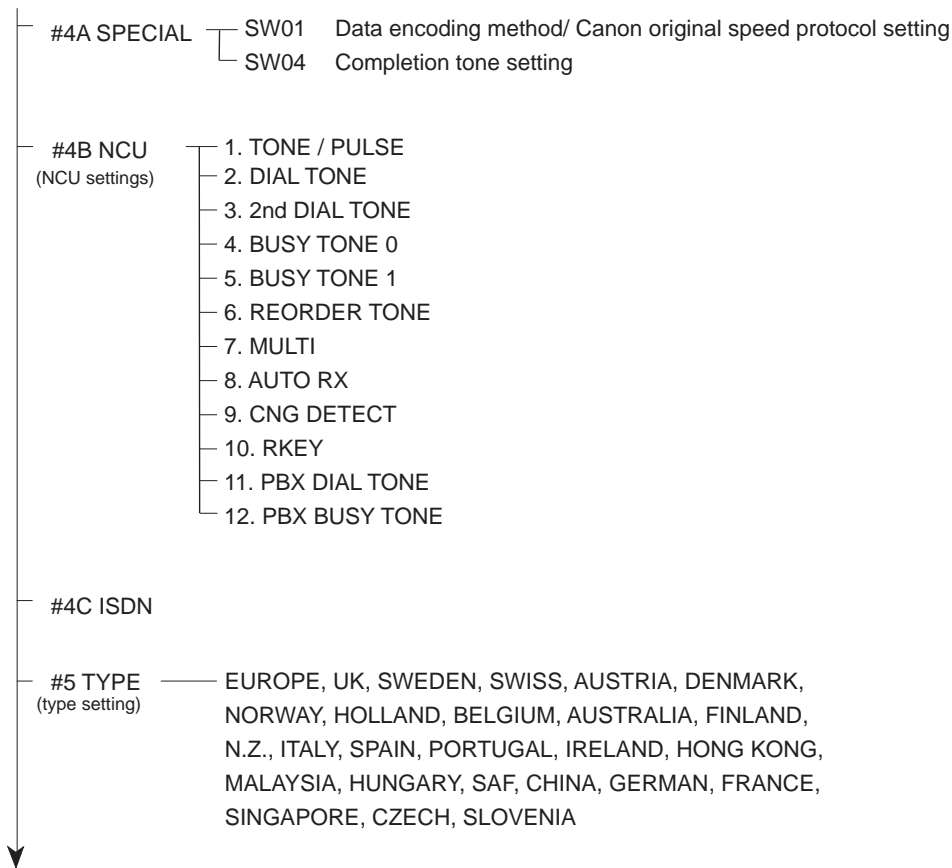 #4A SPECIAL SW01 Data encoding method/ Canon original speed protocol setting
SW04 Completion tone setting
#4B NCU 1. TONE / PULSE
(NCU settings) 2. DIAL TONE
3. 2nd DIAL TONE
4. BUSY TONE 0
5. BUSY TONE 1
6. REORDER TONE
7. MULTI
8. AUTO RX
9. CNG DETECT
10. RKEY
11. PBX DIAL TONE
12. PBX BUSY TONE
#4C ISDN
#5 TYPE EUROPE, UK, SWEDEN, SWISS, AUSTRIA, DENMARK,
(type setting) NORWAY, HOLLAND, BELGIUM, AUSTRALIA, FINLAND,
N.Z., ITALY, SPAIN, PORTUGAL, IRELAND, HONG KONG,
MALAYSIA, HUNGARY, SAF, CHINA, GERMAN, FRANCE,
SINGAPORE, CZECH, SLOVENIA